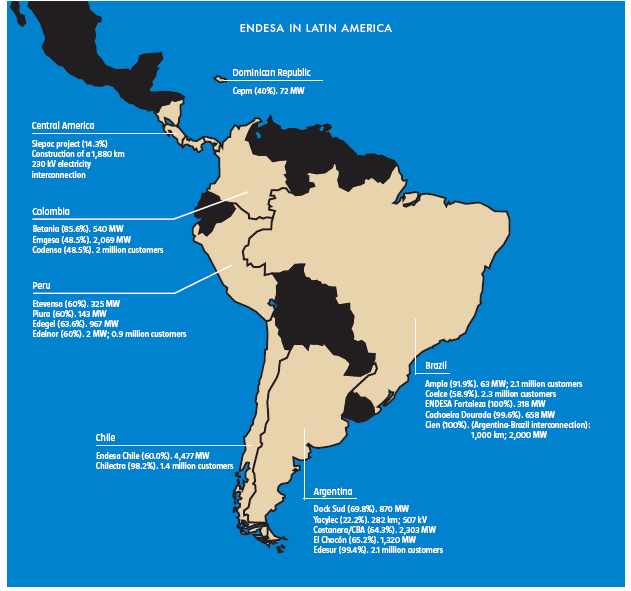 ENDESA IN LATIN AMERICA
Dominican Republic
Cepm (40%). 72 MW
Central America
Siepac project (14.3%)
Construction of a 1,880 km
230 kV electricity
interconnection
Colombia
Betania (85.6%). 540 MW
Emgesa (48.5%). 2,069 MW
Codensa (48.5%). 2 million customers
Peru
Etevensa (60%). 325 MW
Piura (60%). 143 MW
Edegel (63.6%). 967 MW
Edelnor (60%). 2 MW; 0.9 million customers
Brazil
Ampla (91.9%). 63 MW; 2.1 million customers
Coelce (58.9%). 2.3 million customers
ENDESA Fortaleza (100%). 318 MW
Cachoeira Dourada (99.6%). 658 MW
Cien (100%). (Argentina-Brazil interconnection):
1,000 km; 2,000 MW
Chile
Endesa Chile (60.0%). 4,477 MW
Chilectra (98.2%). 1.4 million customers
Argentina
Dock Sud (69.8%). 870 MW
Yacylec (22.2%). 282 km; 507 kV
Costanera/CBA (64.3%). 2,303 MW
El Chocón (65.2%). 1,320 MW
Edesur (99.4%). 2.1 million customers